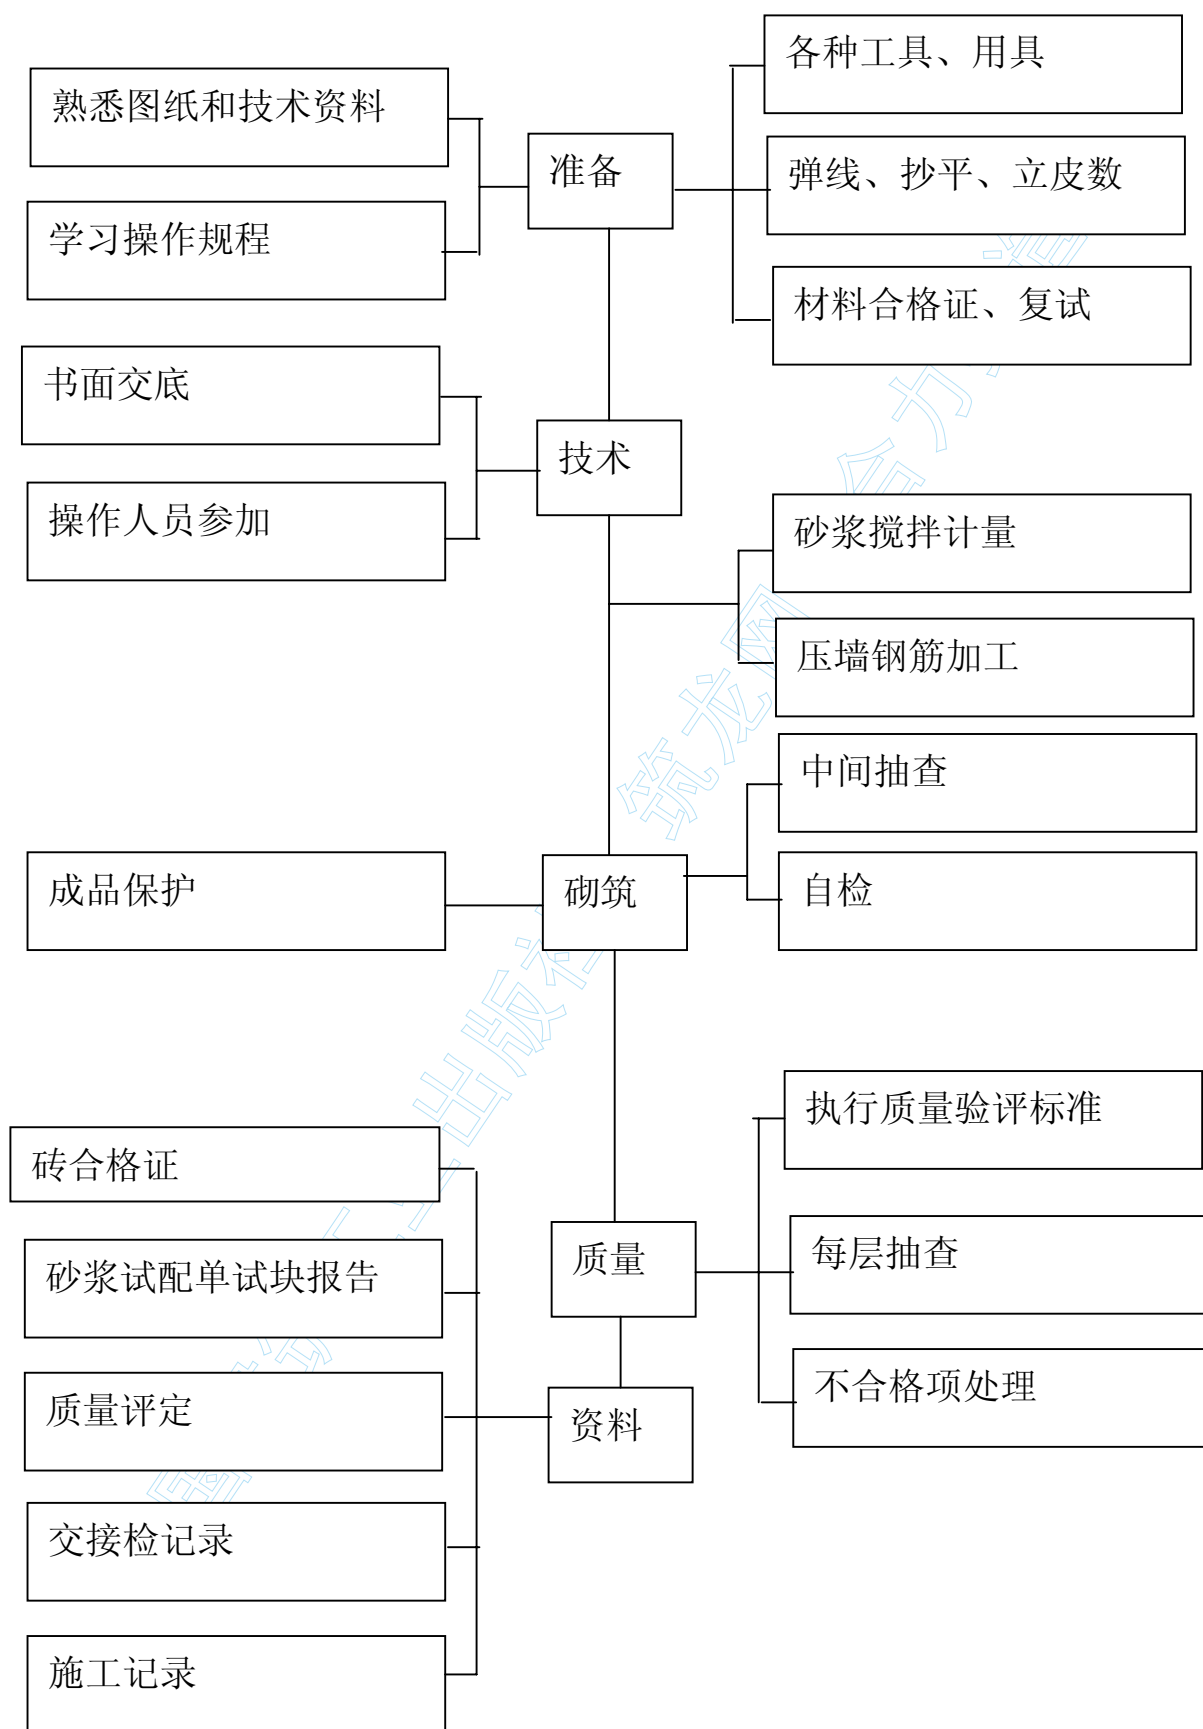 各种工具、用具
熟悉图纸和技术资料
准备
弹线、抄平、立皮数
学习操作规程
材料合格证、复试
书面交底
技术
操作人员参加
砂浆搅拌计量
压墙钢筋加工
中间抽查
成品保护
砌筑
自检
执行质量验评标准
砖合格证
每层抽查
砂浆试配单试块报告
质量
不合格项处理
质量评定
资料
交接检记录
施工记录